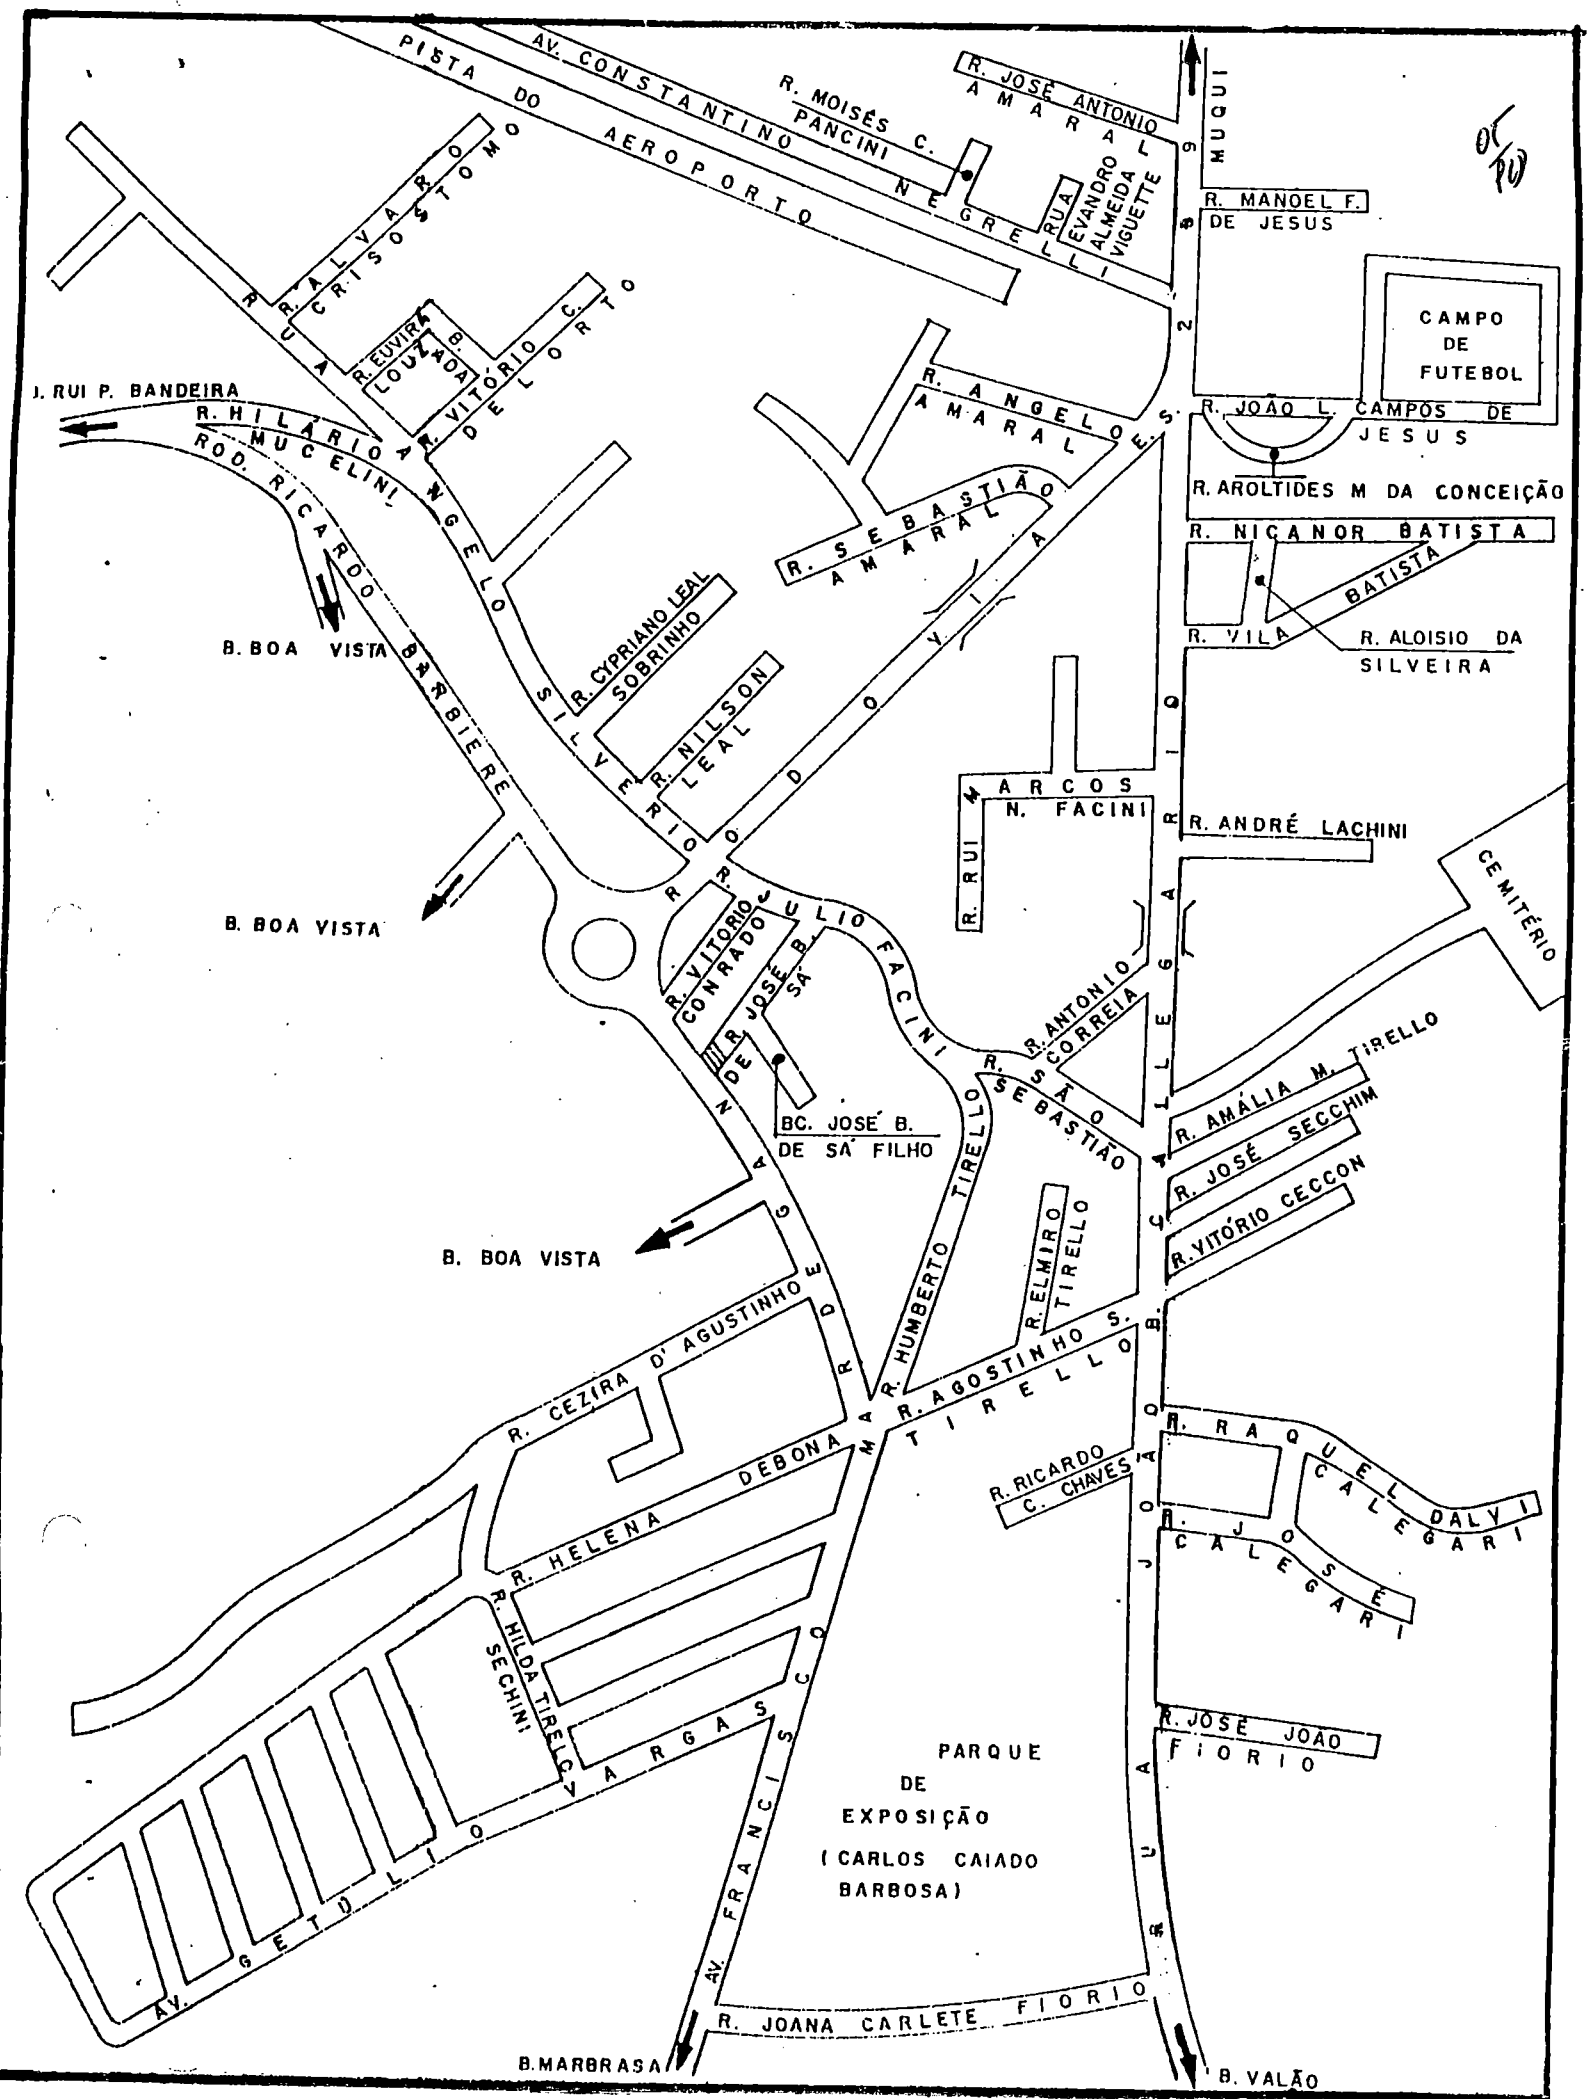 PISTA DO AEROPORTO
AV. CONSTANTINO NEGRELLI
R. MOISÉS C.
PANCINI
R. JOSÉ ANTONIO
AMARAL
MUQUI
RUA
EVANDRO
ALMEIDA
VIGUETTE
R. MANOEL F.
DE JESUS
R. ALVARO
CRISOSTOMO
R. EUVIRA B.
LOUZADA
R. VITÓRIO C.
DELORTO
CAMPO
DE
FUTEBOL
J. RUI P. BANDEIRA
R. HILÁRIO
MUCELINI
RUA ANGELO SILVERIO
ROD. RICARDO BARBIERE
R. ANGELO
AMARAL
R. SEBASTIÃO
AMARAL
RODOVIA E.S. - 289
R. JOÃO L. CAMPOS DE
JESUS
R. AROLTIDES M DA CONCEIÇÃO
R. NICANOR BATISTA
R. VILA BATISTA
R. ALOISIO DA
SILVEIRA
B. BOA VISTA
R. CYPRIANO LEAL
SOBRINHO
R. NILSON
LEAL
R. RUI MARCOS
N. FACINI
R. ANDRÉ LACHINI
CEMITÉRIO
B. BOA VISTA
R. VITORIO
CONRADO
R. JULIO FACINI
R. JOSÉ B.
DE SÁ
BC. JOSÉ B.
DE SÁ FILHO
R. ANTONIO
CORREIA
R. SÃO
SEBASTIÃO
R. AMÁLIA M. TIRELLO
R. JOSÉ SECCHIM
R. VITÓRIO CECCON
B. BOA VISTA
R. HUMBERTO TIRELLO
R. ELMIRO
TIRELLO
R. AGOSTINHO S.
TIRELLO
R. CEZIRA D' AGUSTINHO
R. HELENA DEBONA
R. HILDA TIRELO
SECHINI
R. RICARDO
C. CHAVES
R. RAQUEL DALVI
CALEGARI
R. JOSÉ
CALEGARI
R. JOSÉ JOÃO
FIORIO
AV. GETÚLIO VARGAS
AV. FRANCISCO MARDEGAN
RUA JOÃO B. CALLEGARIO
PARQUE
DE
EXPOSIÇÃO
(CARLOS CAIADO
BARBOSA)
R. JOANA CARLETE FIORIO
B. MARBRASA
B. VALÃO